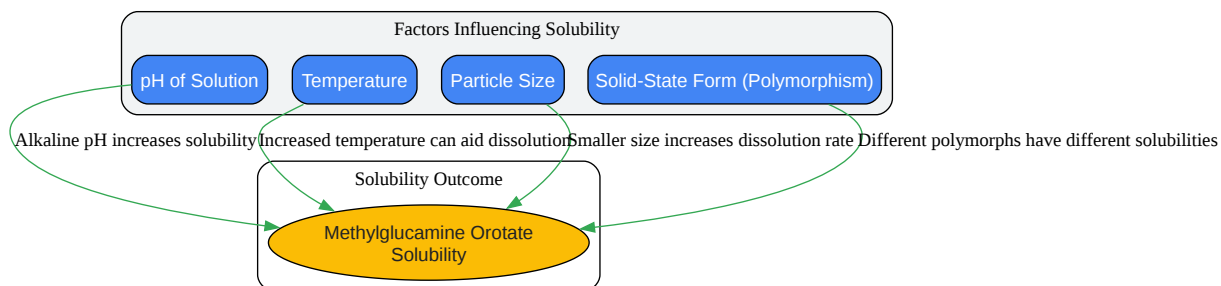 Factors Influencing Solubility
pH of Solution
Temperature
Particle Size
Solid-State Form (Polymorphism)
Alkaline pH increases solubility
Increased temperature can aid dissolution
Smaller size increases dissolution rate
Different polymorphs have different solubilities
Solubility Outcome
Methylglucamine Orotate
Solubility